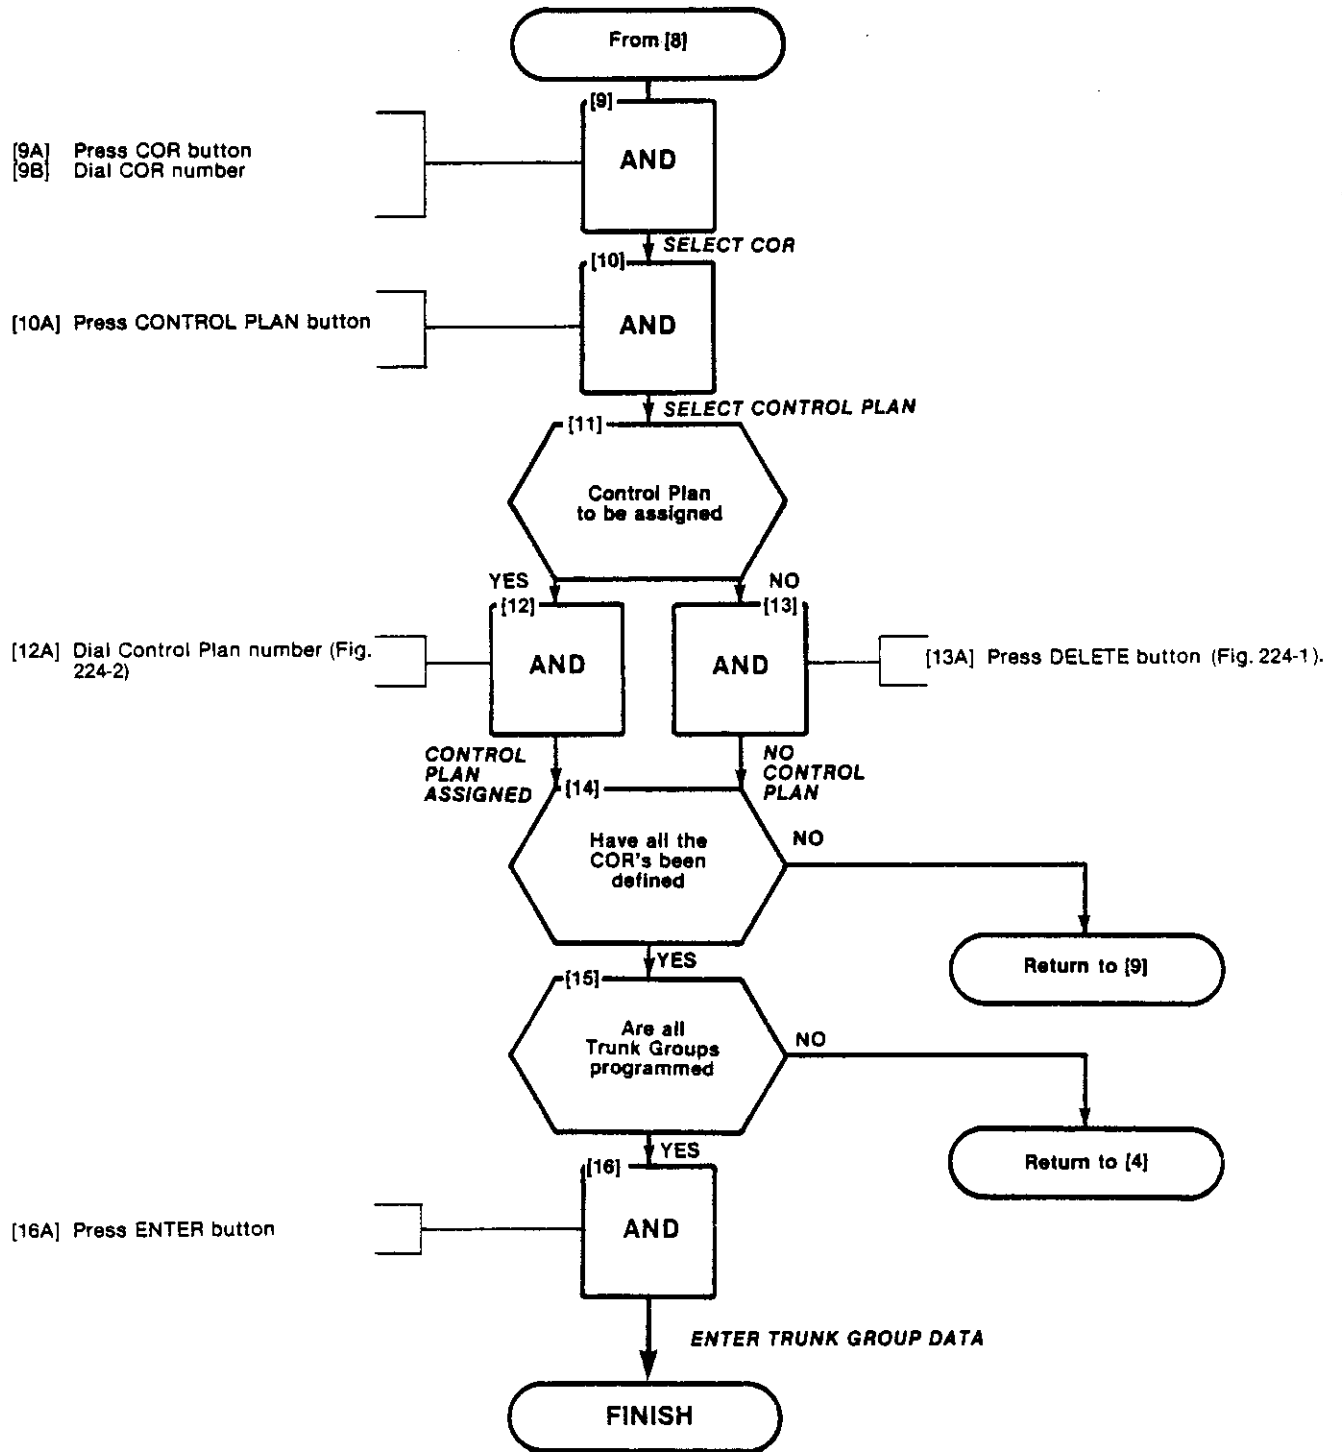 From [8]
[9]
[9A] Press COR button
[9B] Dial COR number
AND
SELECT COR
[10]
[10A] Press CONTROL PLAN button
AND
SELECT CONTROL PLAN
[11]
Control Plan
to be assigned
YES
NO
[12]
[13]
[12A] Dial Control Plan number (Fig.
224-2)
AND
AND
[13A] Press DELETE button (Fig. 224-1).
CONTROL
PLAN
ASSIGNED
NO
CONTROL
PLAN
[14]
Have all the
COR's been
defined
NO
Return to [9]
YES
[15]
Are all
Trunk Groups
programmed
NO
Return to [4]
YES
[16]
[16A] Press ENTER button
AND
ENTER TRUNK GROUP DATA
FINISH